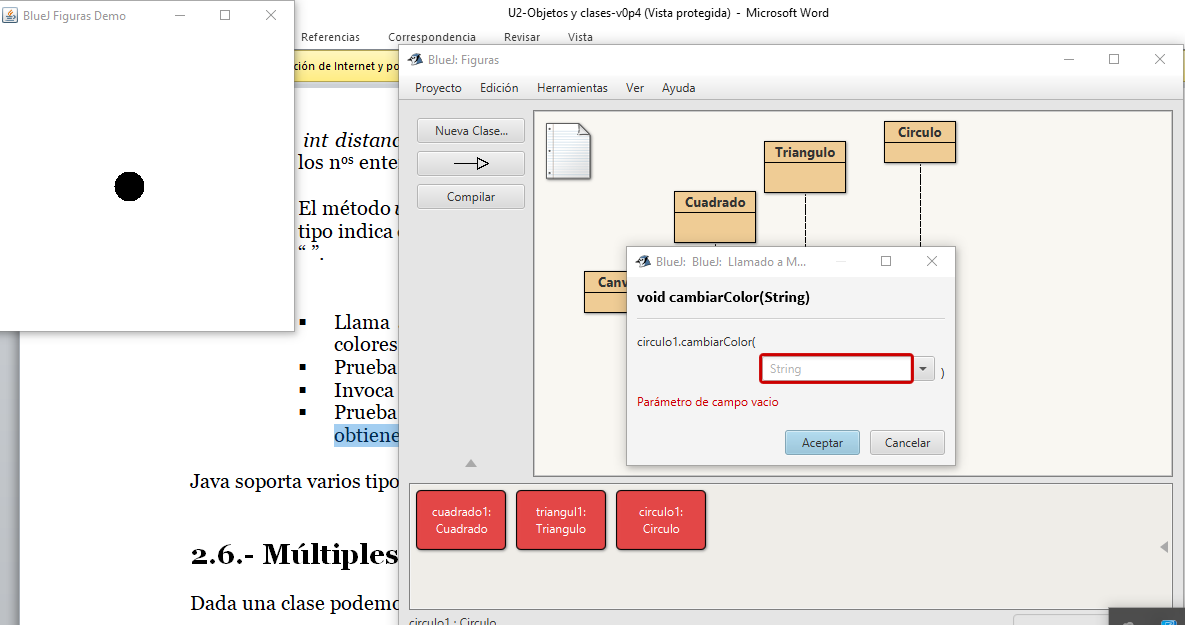 BlueJ Figuras Demo
U2-Objetos y clases-v0p4 (Vista protegida) - Microsoft Word
Referencias Correspondencia Revisar Vista
ción de Internet y po
BlueJ: Figuras
Proyecto Edición Herramientas Ver Ayuda
Nueva Clase...
Compilar
Circulo
Triangulo
Cuadrado
Canv
int distanc
los nºs ente
El método u
tipo indica
“ ”.
Llama
colores
Prueba
Invoca
Prueba
obtiene
Java soporta varios tipo
2.6.- Múltiples
Dada una clase podemo
BlueJ: BlueJ: Llamado a M...
void cambiarColor(String)
circulo1.cambiarColor(
String
)
Parámetro de campo vacio
Aceptar Cancelar
cuadrado1:
Cuadrado
triangul1:
Triangulo
circulo1:
Circulo
circulo1 : Circulo